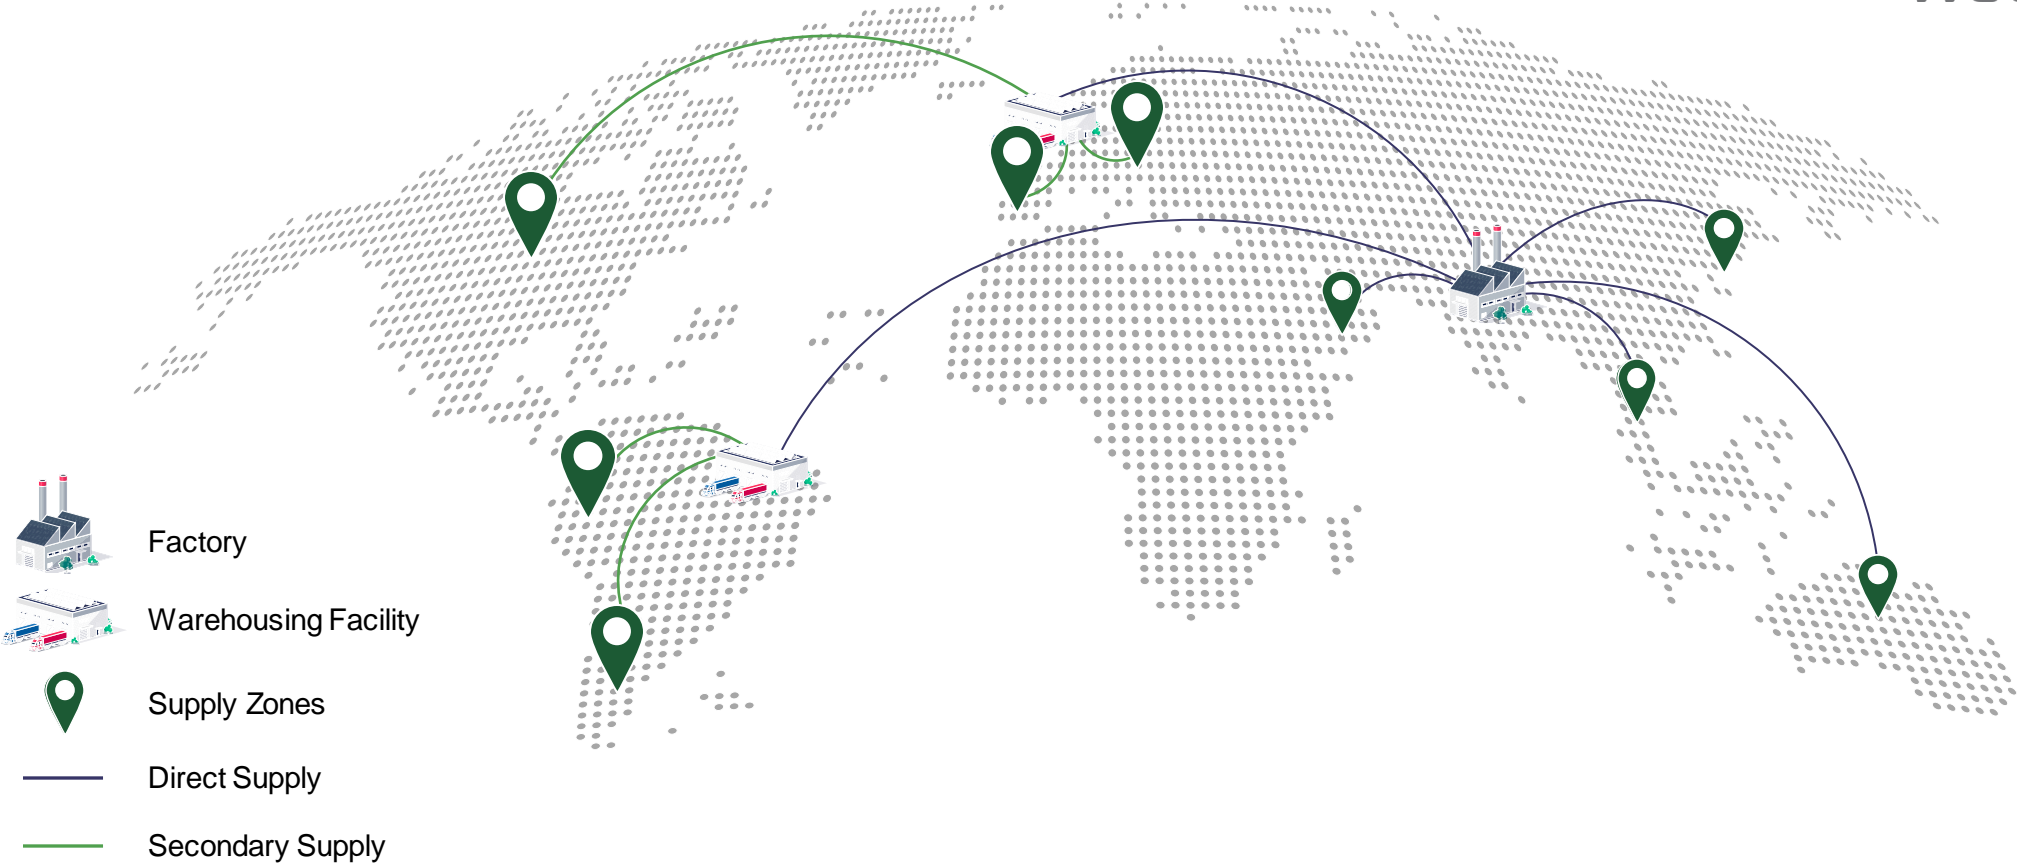 Factory
Warehousing Facility
Supply Zones
Direct Supply
Secondary Supply